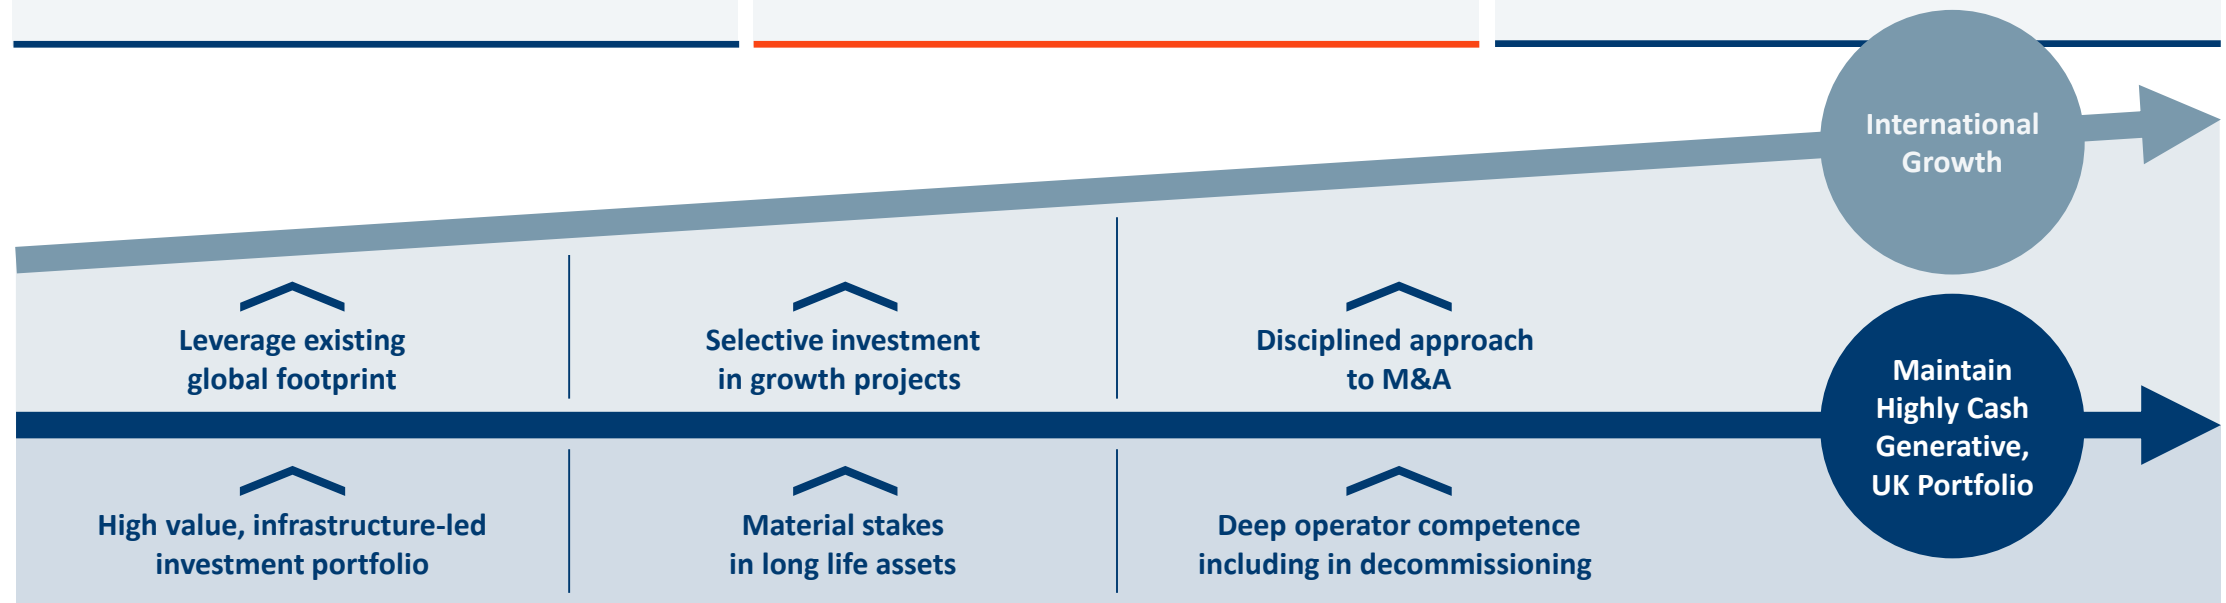 International
Growth
Leverage existing
global footprint
Selective investment
in growth projects
Disciplined approach
to M&A
Maintain
Highly Cash
Generative,
UK Portfolio
High value, infrastructure-led
investment portfolio
Material stakes
in long life assets
Deep operator competence
including in decommissioning